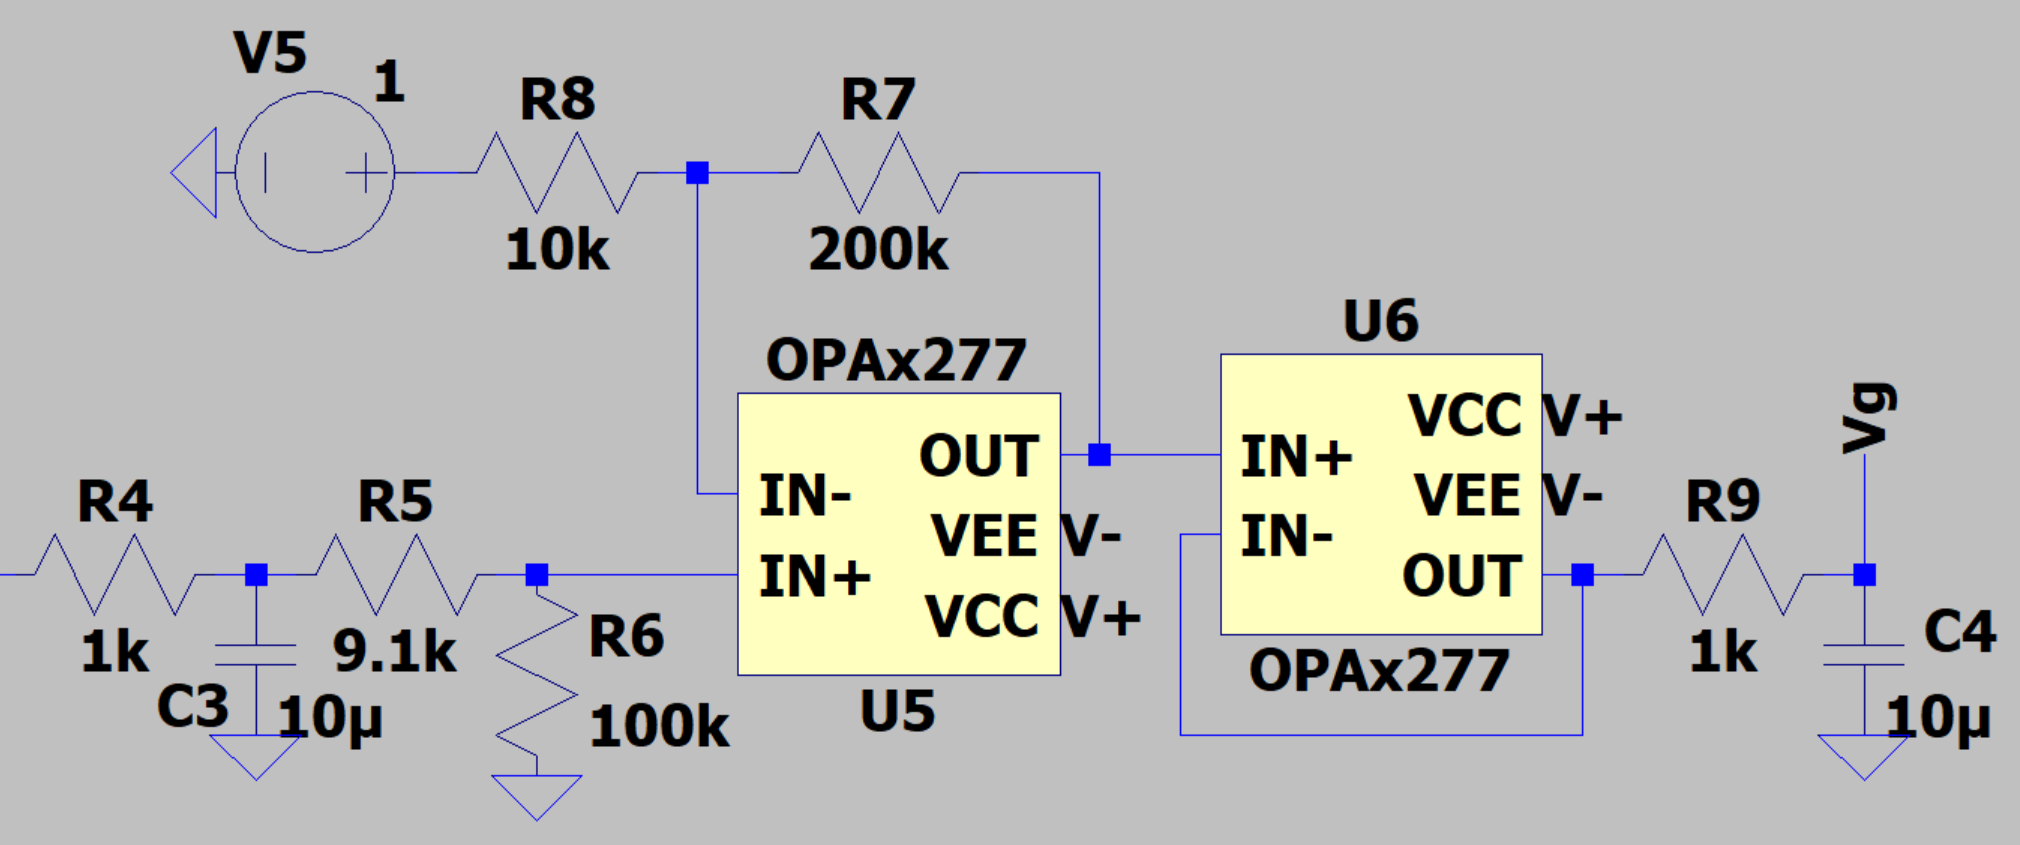 V5
1
R8
R7
10k
200k
U6
OPAx277
VCC V+
Vg
OUT
IN+
R4
R5
IN-
VEE V-
R9
VEE V-
IN-
IN+
OUT
1k
9.1k
R6
VCC V+
1k
C4
OPAx277
C3
10µ
100k
U5
10µ